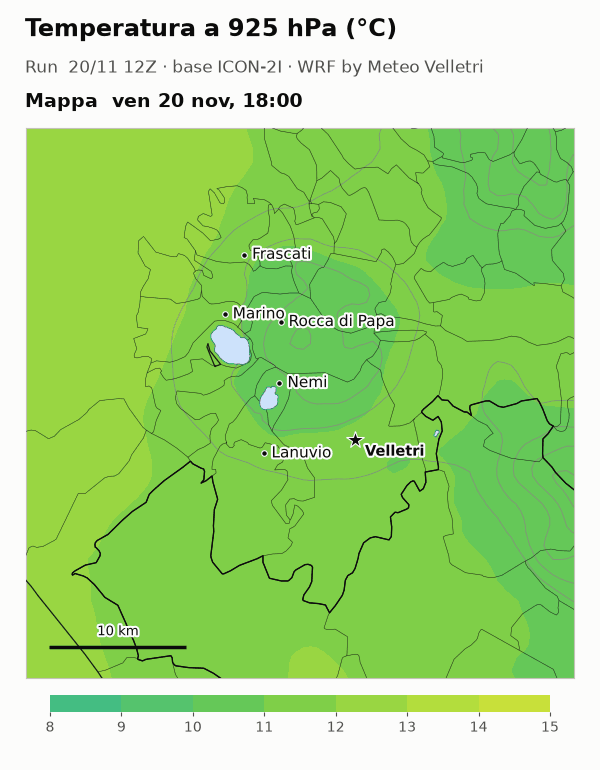 Temperatura a 925 hPa (°C)
Run  20/11 12Z · base ICON-2I · WRF by Meteo Velletri
Mappa  ven 20 nov, 18:00
Frascati
Marino
Rocca di Papa
Nemi
Velletri
Lanuvio
10 km
8 9 10 11 12 13 14 15